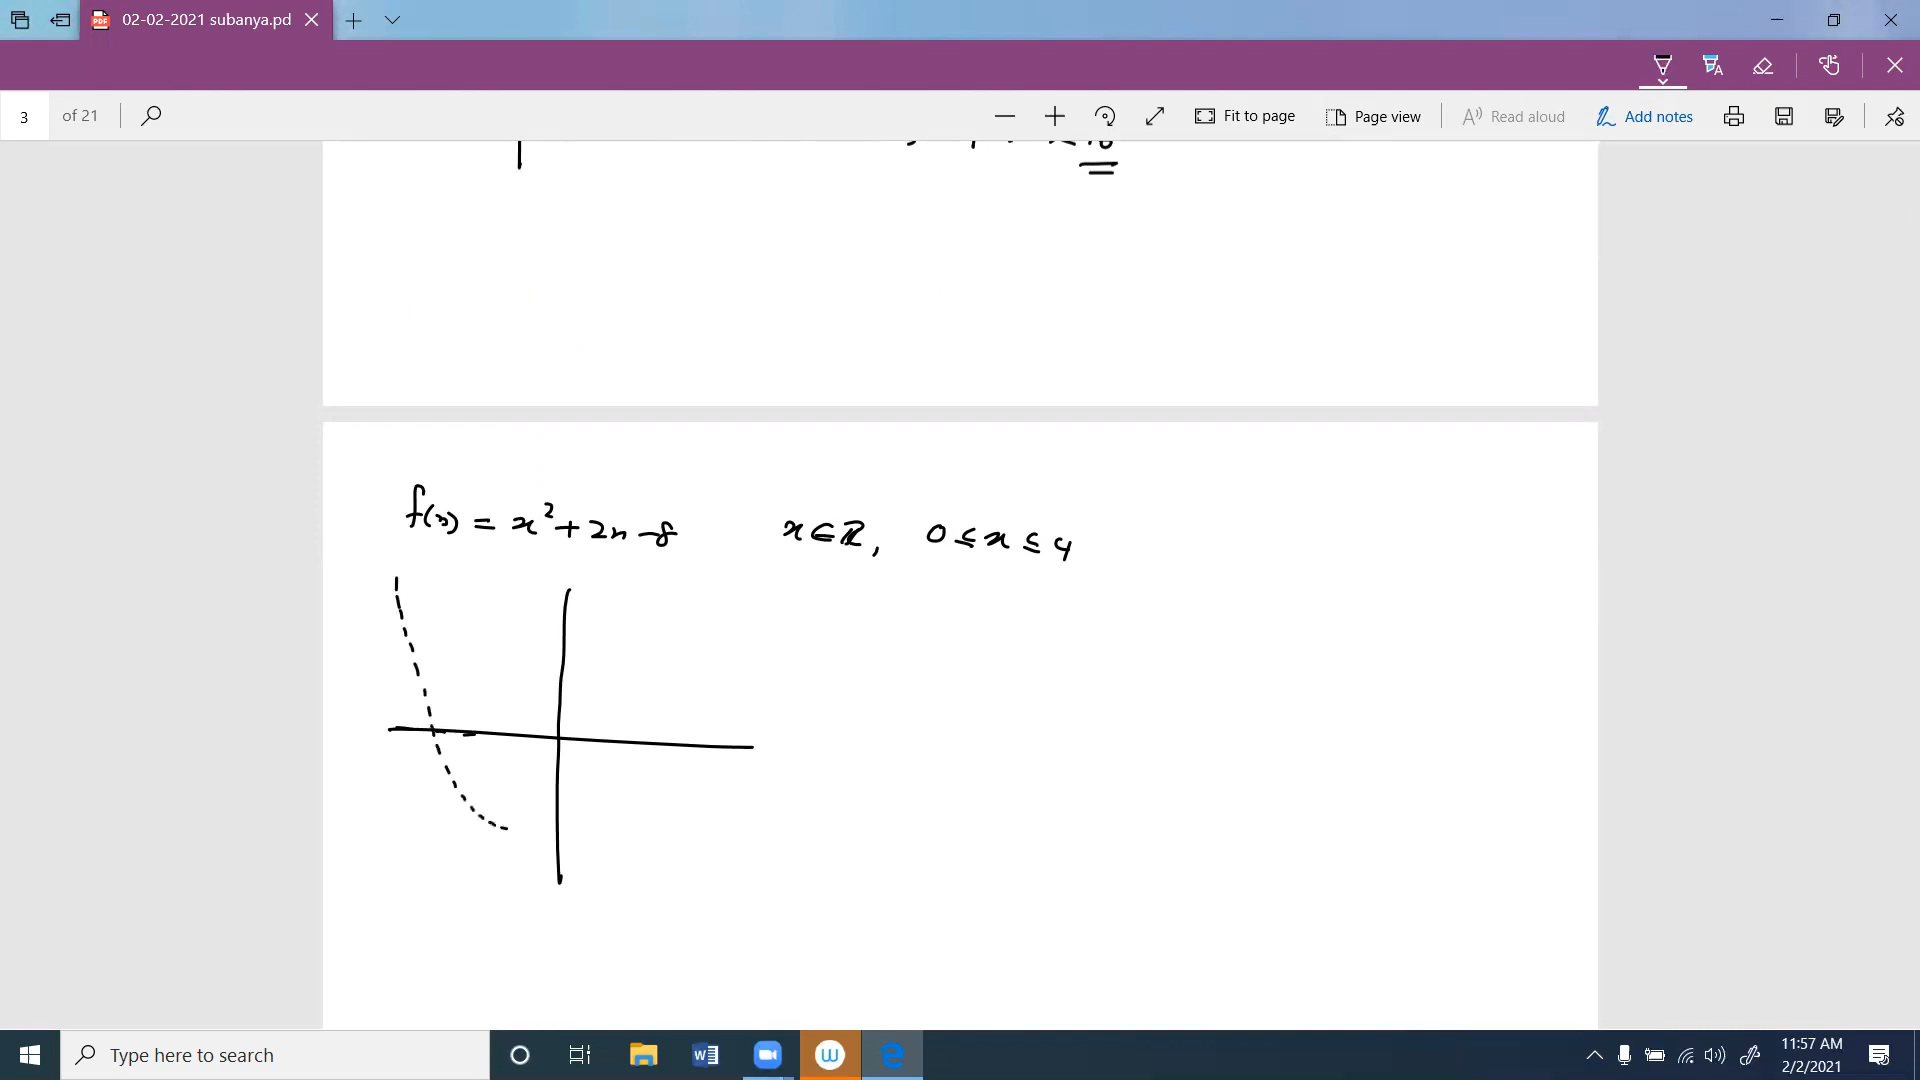 02-02-2021 subanya.pd
3 of 21 Fit to page Page view Read aloud Add notes
f(x) = x² + 2x - 8 x ∈ ℝ, 0 ≤ x ≤ 4
Type here to search
11:57 AM
2/2/2021